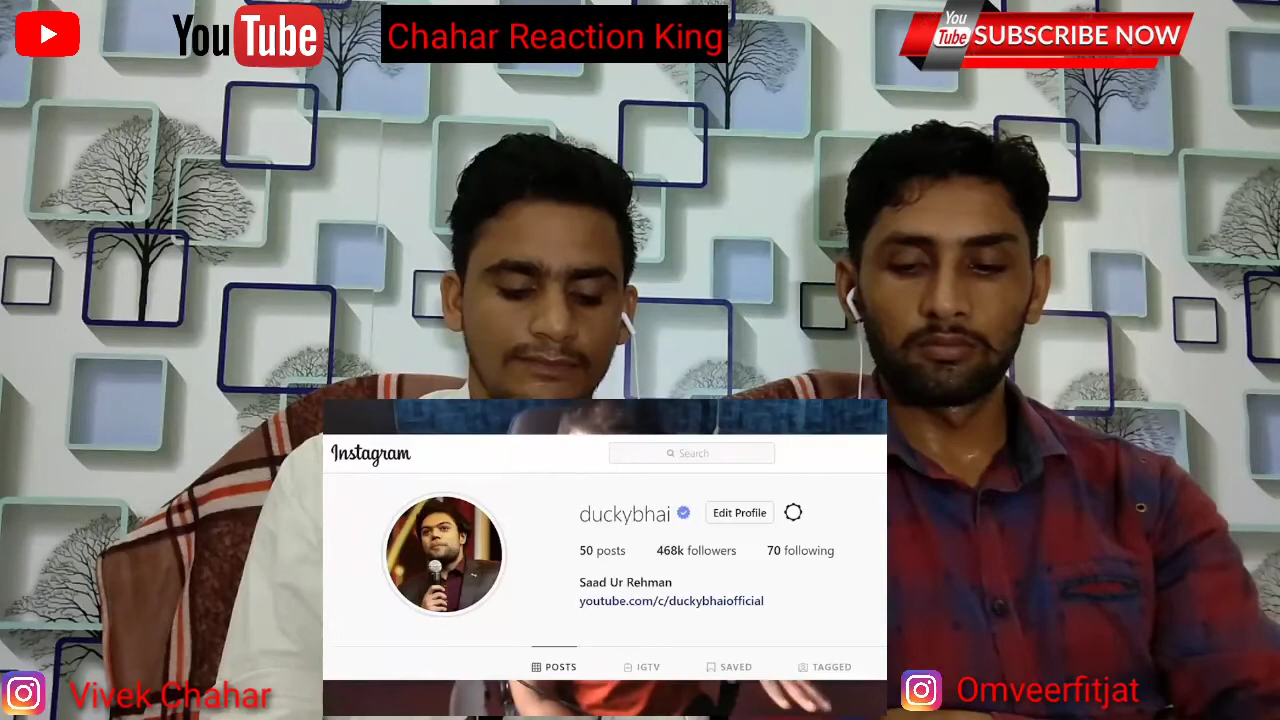 YouTube
Chahar Reaction King
You
Tube
SUBSCRIBE NOW
Instagram
Search
duckybhai
Edit Profile
50 posts
468k followers
70 following
Saad Ur Rehman
youtube.com/c/duckybhaiofficial
POSTS
IGTV
SAVED
TAGGED
Vivek Chahar
Omveerfitjat